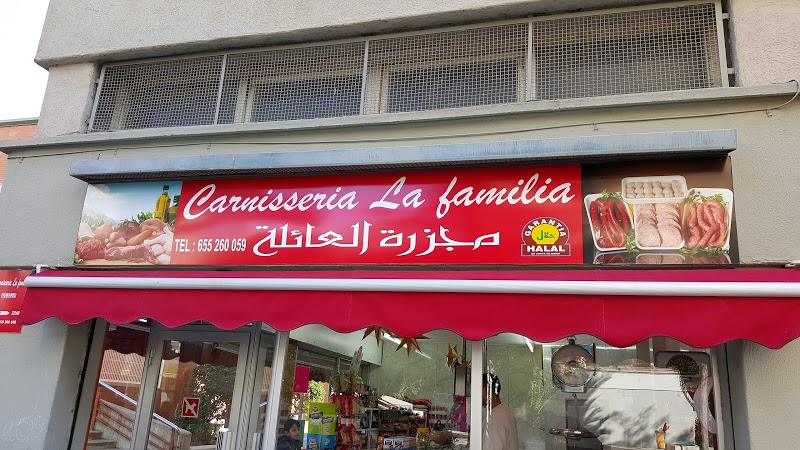 Carnisseria La familia
TEL : 655 260 059
مجزرة العائلة
GARANTIA
حلال
HALAL